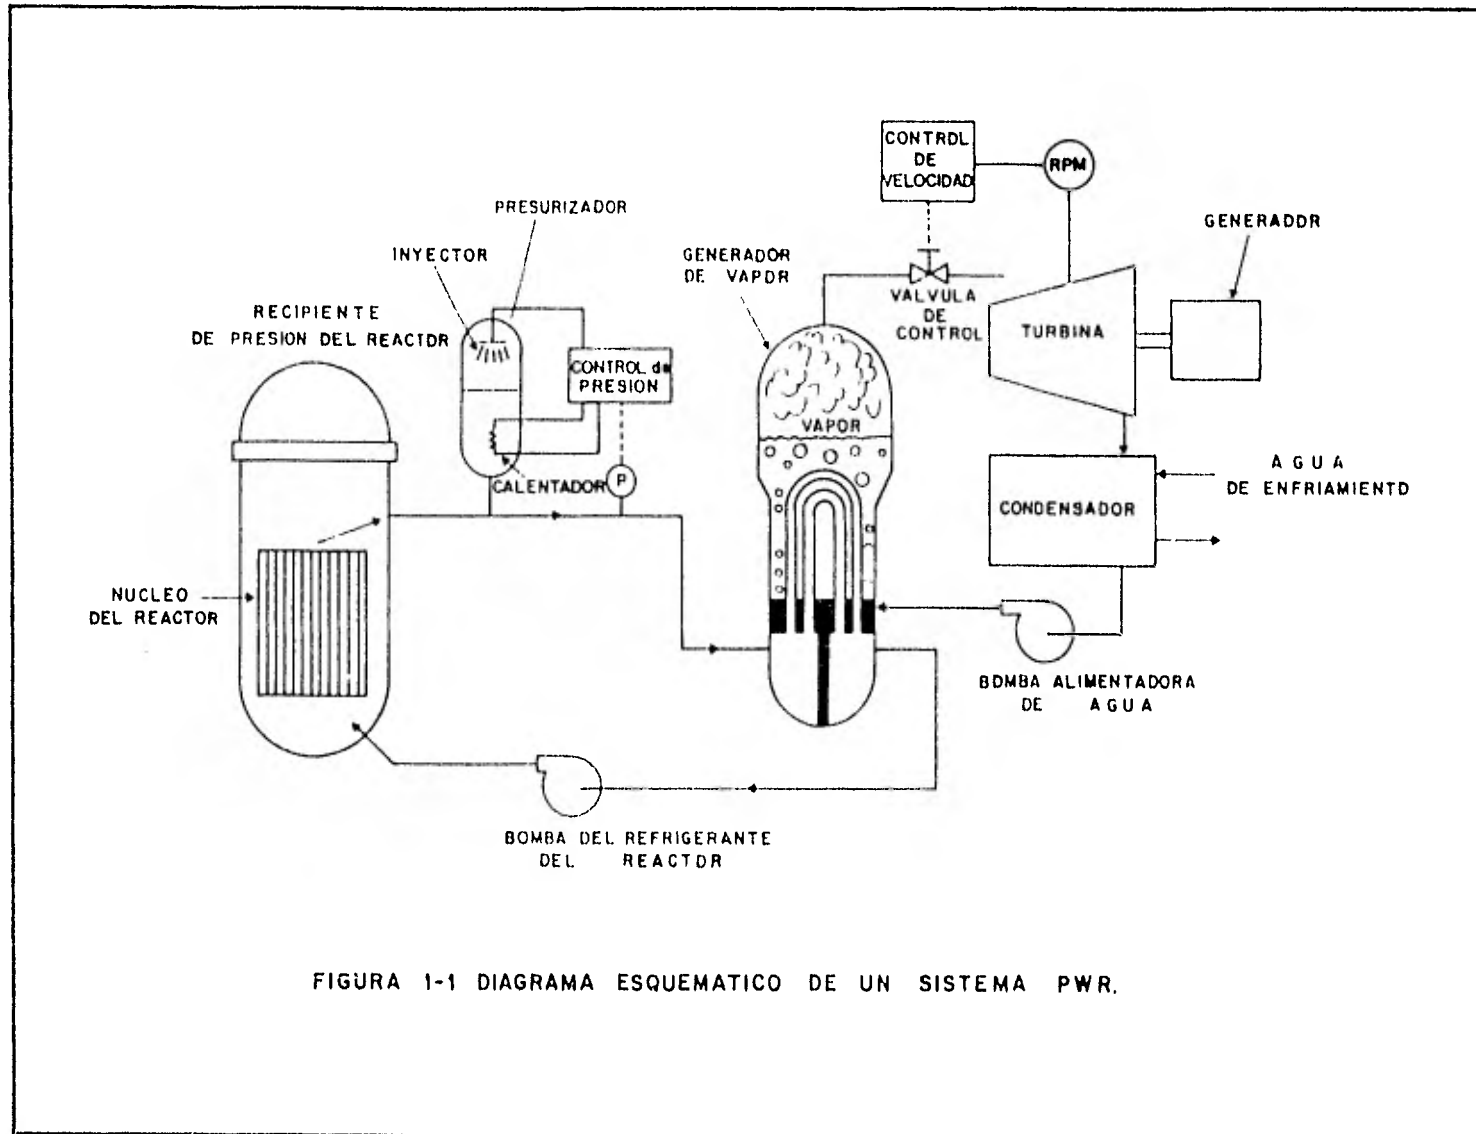 CONTROL
DE
VELOCIDAD
RPM
PRESURIZADOR
GENERADOR
INYECTOR
GENERADOR
DE VAPOR
VALVULA
DE
CONTROL
RECIPIENTE
DE PRESION DEL REACTOR
TURBINA
CONTROL de
PRESION
VAPOR
AGUA
DE ENFRIAMIENTO
CALENTADOR
P
CONDENSADOR
NUCLEO
DEL REACTOR
BOMBA ALIMENTADORA
DE AGUA
BOMBA DEL REFRIGERANTE
DEL REACTOR
FIGURA 1-1 DIAGRAMA ESQUEMATICO DE UN SISTEMA PWR.